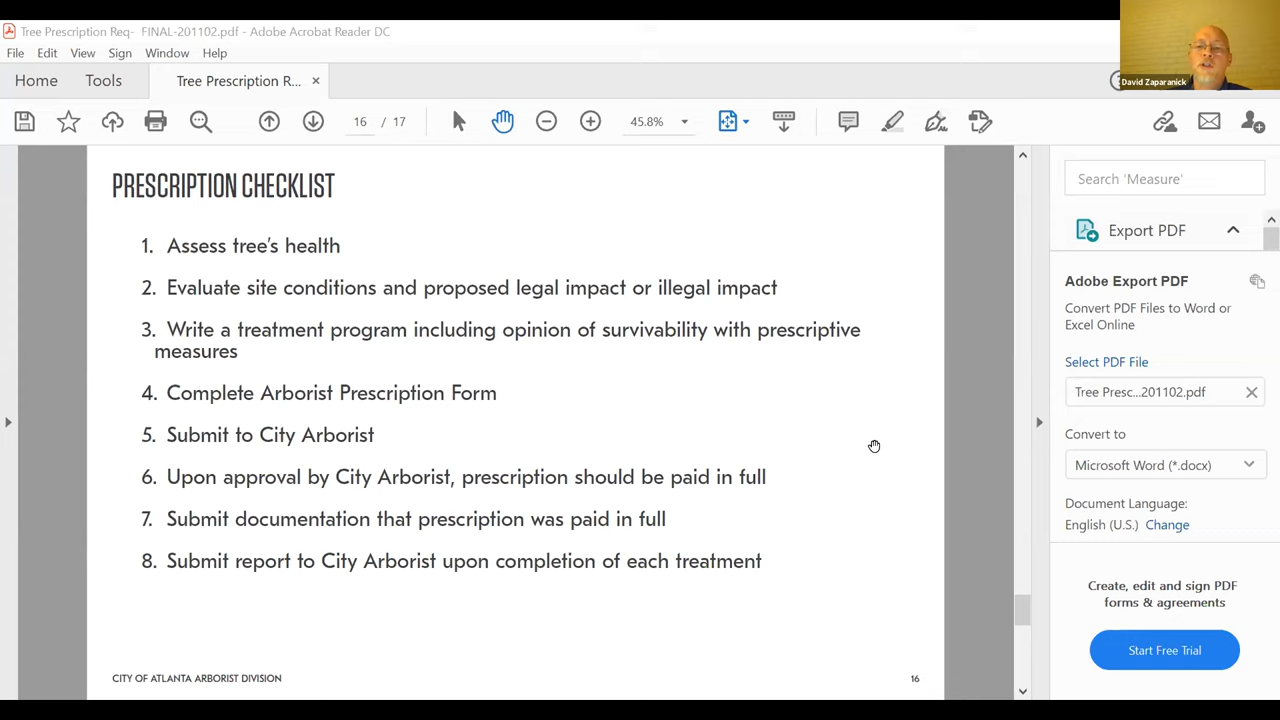 Tree Prescription Req- FINAL-201102.pdf - Adobe Acrobat Reader DC
File Edit View Sign Window Help
Home Tools Tree Prescription R... ×
16 / 17 45.8%
David Zaparanick
PRESCRIPTION CHECKLIST
1. Assess tree's health
2. Evaluate site conditions and proposed legal impact or illegal impact
3. Write a treatment program including opinion of survivability with prescriptive
measures
4. Complete Arborist Prescription Form
5. Submit to City Arborist
6. Upon approval by City Arborist, prescription should be paid in full
7. Submit documentation that prescription was paid in full
8. Submit report to City Arborist upon completion of each treatment
CITY OF ATLANTA ARBORIST DIVISION 16
Search 'Measure'
Export PDF
Adobe Export PDF
Convert PDF Files to Word or
Excel Online
Select PDF File
Tree Presc...201102.pdf
Convert to
Microsoft Word (*.docx)
Document Language:
English (U.S.) Change
Create, edit and sign PDF
forms & agreements
Start Free Trial